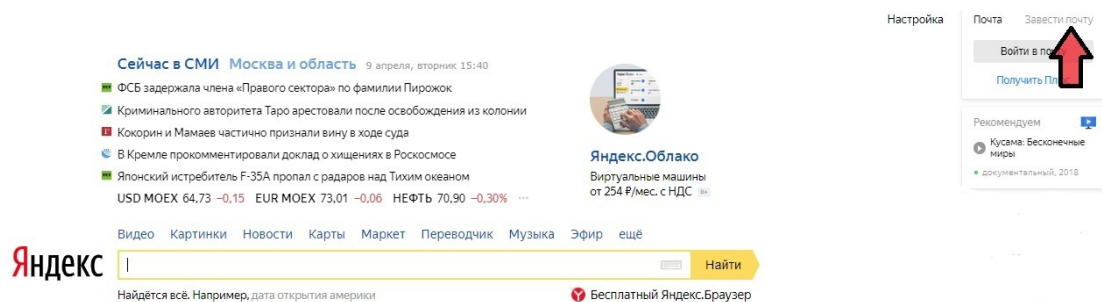 Настройка
Почта Завести почту
Войти в
Получить
Сейчас в СМИ Москва и область 9 апреля, вторник 15:40
ФСБ задержала члена «Правого сектора» по фамилии Пирожок
Криминального авторитета Таро арестовали после освобождения из колонии
Кокорин и Мамаев частично признали вину в ходе суда
В Кремле прокомментировали доклад о хищениях в Роскосмосе
Японский истребитель F-35A пропал с радаров над Тихим океаном
USD MOEX 64,73 −0,15 EUR MOEX 73,01 −0,06 НЕФТЬ 70,90 −0,30% ···
Яндекс.Облако
Виртуальные машины
от 254 ₽/мес. с НДС
Рекомендуем
Кусама: Бесконечные
миры
документальный, 2018
Видео Картинки Новости Карты Маркет Переводчик Музыка Эфир ещё
Яндекс
Найти
Найдётся всё. Например, дата открытия америки
Бесплатный Яндекс.Браузер